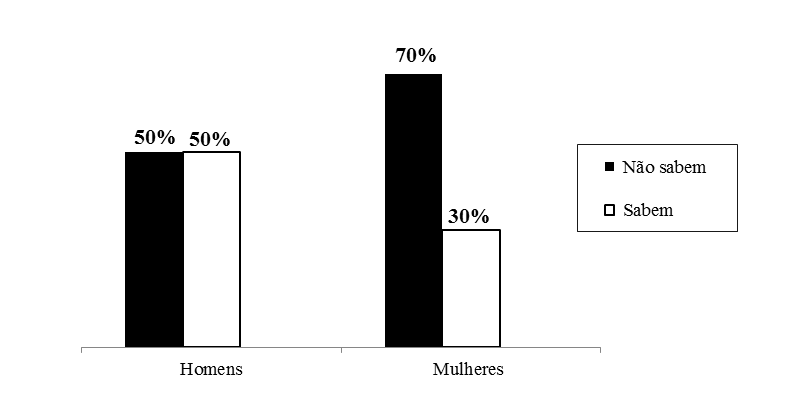 70%
50% 50%
Não sabem
Sabem
30%
Homens
Mulheres